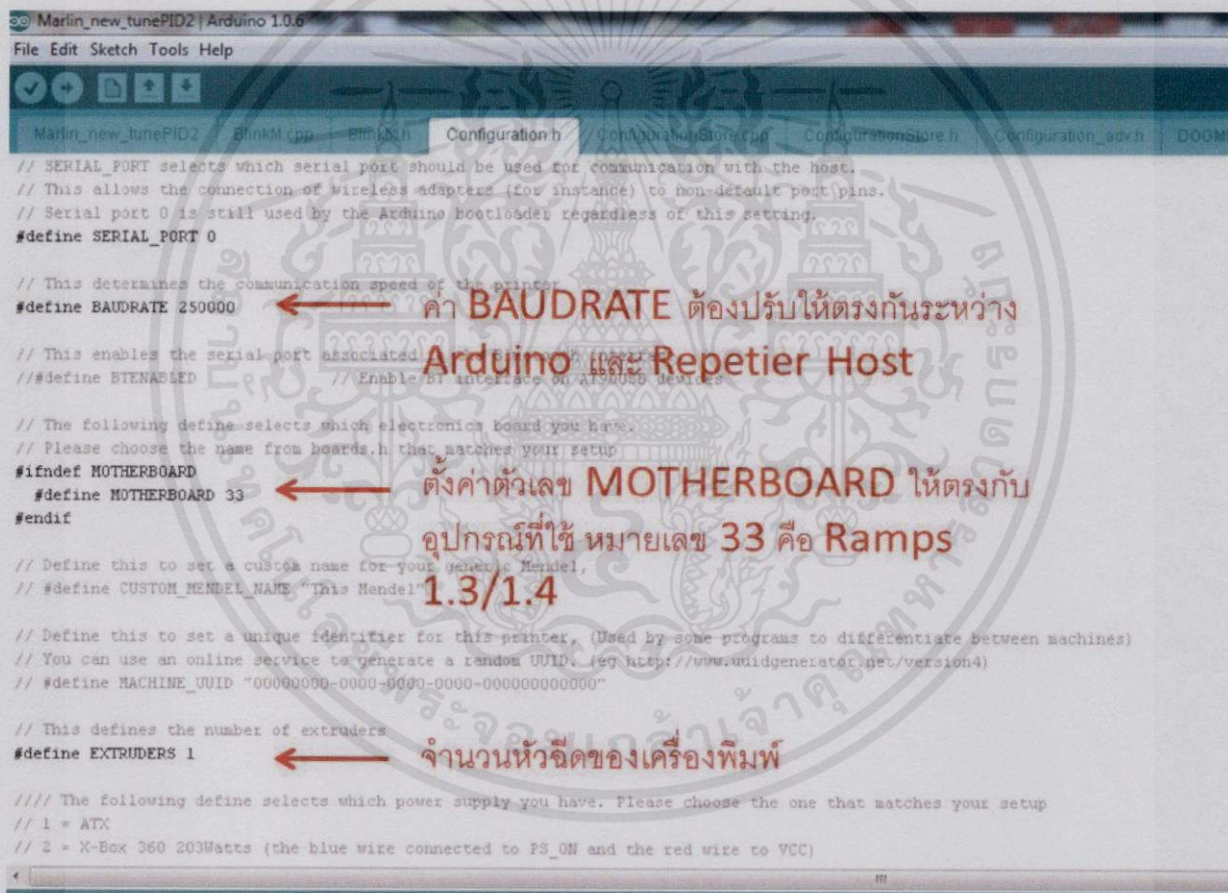 Marlin_new_tunePID2 | Arduino 1.0.6
File Edit Sketch Tools Help
Marlin_new_tunePID2 BlinkM.cpp BlinkM.h Configuration.h ConfigurationStore.cpp ConfigurationStore.h Configuration_adv.h DOGM
// SERIAL_PORT selects which serial port should be used for communication with the host.
// This allows the connection of wireless adapters (for instance) to non-default port pins.
// Serial port 0 is still used by the Arduino bootloader regardless of this setting.
#define SERIAL_PORT 0
// This determines the communication speed of the printer
#define BAUDRATE 250000
ค่า BAUDRATE ต้องปรับให้ตรงกันระหว่าง
Arduino และ Repetier Host
// This enables the serial port associated
//#define BTENABLED // Enable BT interface on AT90USB devices
// The following define selects which electronics board you have.
// Please choose the name from boards.h that matches your setup
#ifndef MOTHERBOARD
#define MOTHERBOARD 33
#endif
ตั้งค่าตัวเลข MOTHERBOARD ให้ตรงกับ
อุปกรณ์ที่ใช้ หมายเลข 33 คือ Ramps
1.3/1.4
// Define this to set a custom name for your generic Mendel,
// #define CUSTOM_MENDEL_NAME "This Mendel"
// Define this to set a unique identifier for this printer, (Used by some programs to differentiate between machines)
// You can use an online service to generate a random UUID. (eg http://www.uuidgenerator.net/version4)
// #define MACHINE_UUID "00000000-0000-0000-0000-000000000000"
// This defines the number of extruders
#define EXTRUDERS 1
จำนวนหัวฉีดของเครื่องพิมพ์
//// The following define selects which power supply you have. Please choose the one that matches your setup
// 1 = ATX
// 2 = X-Box 360 203Watts (the blue wire connected to PS_ON and the red wire to VCC)